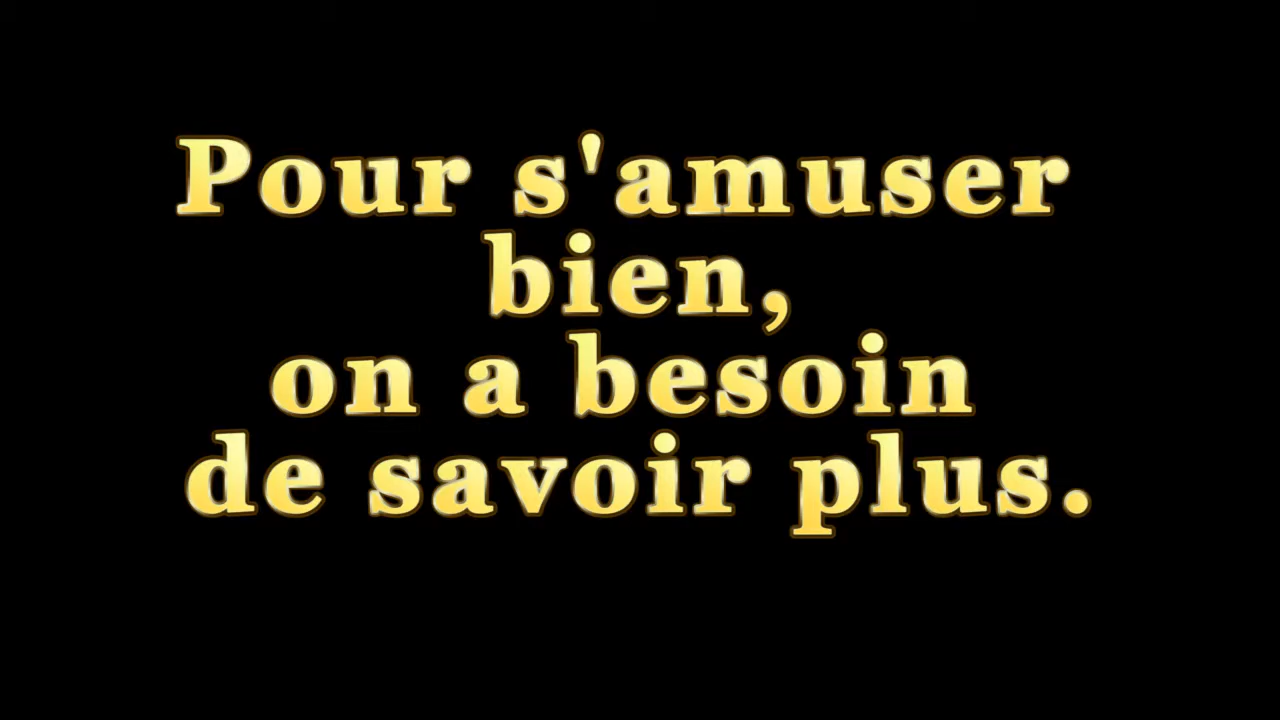 Pour s'amuser
bien,
on a besoin
de savoir plus.